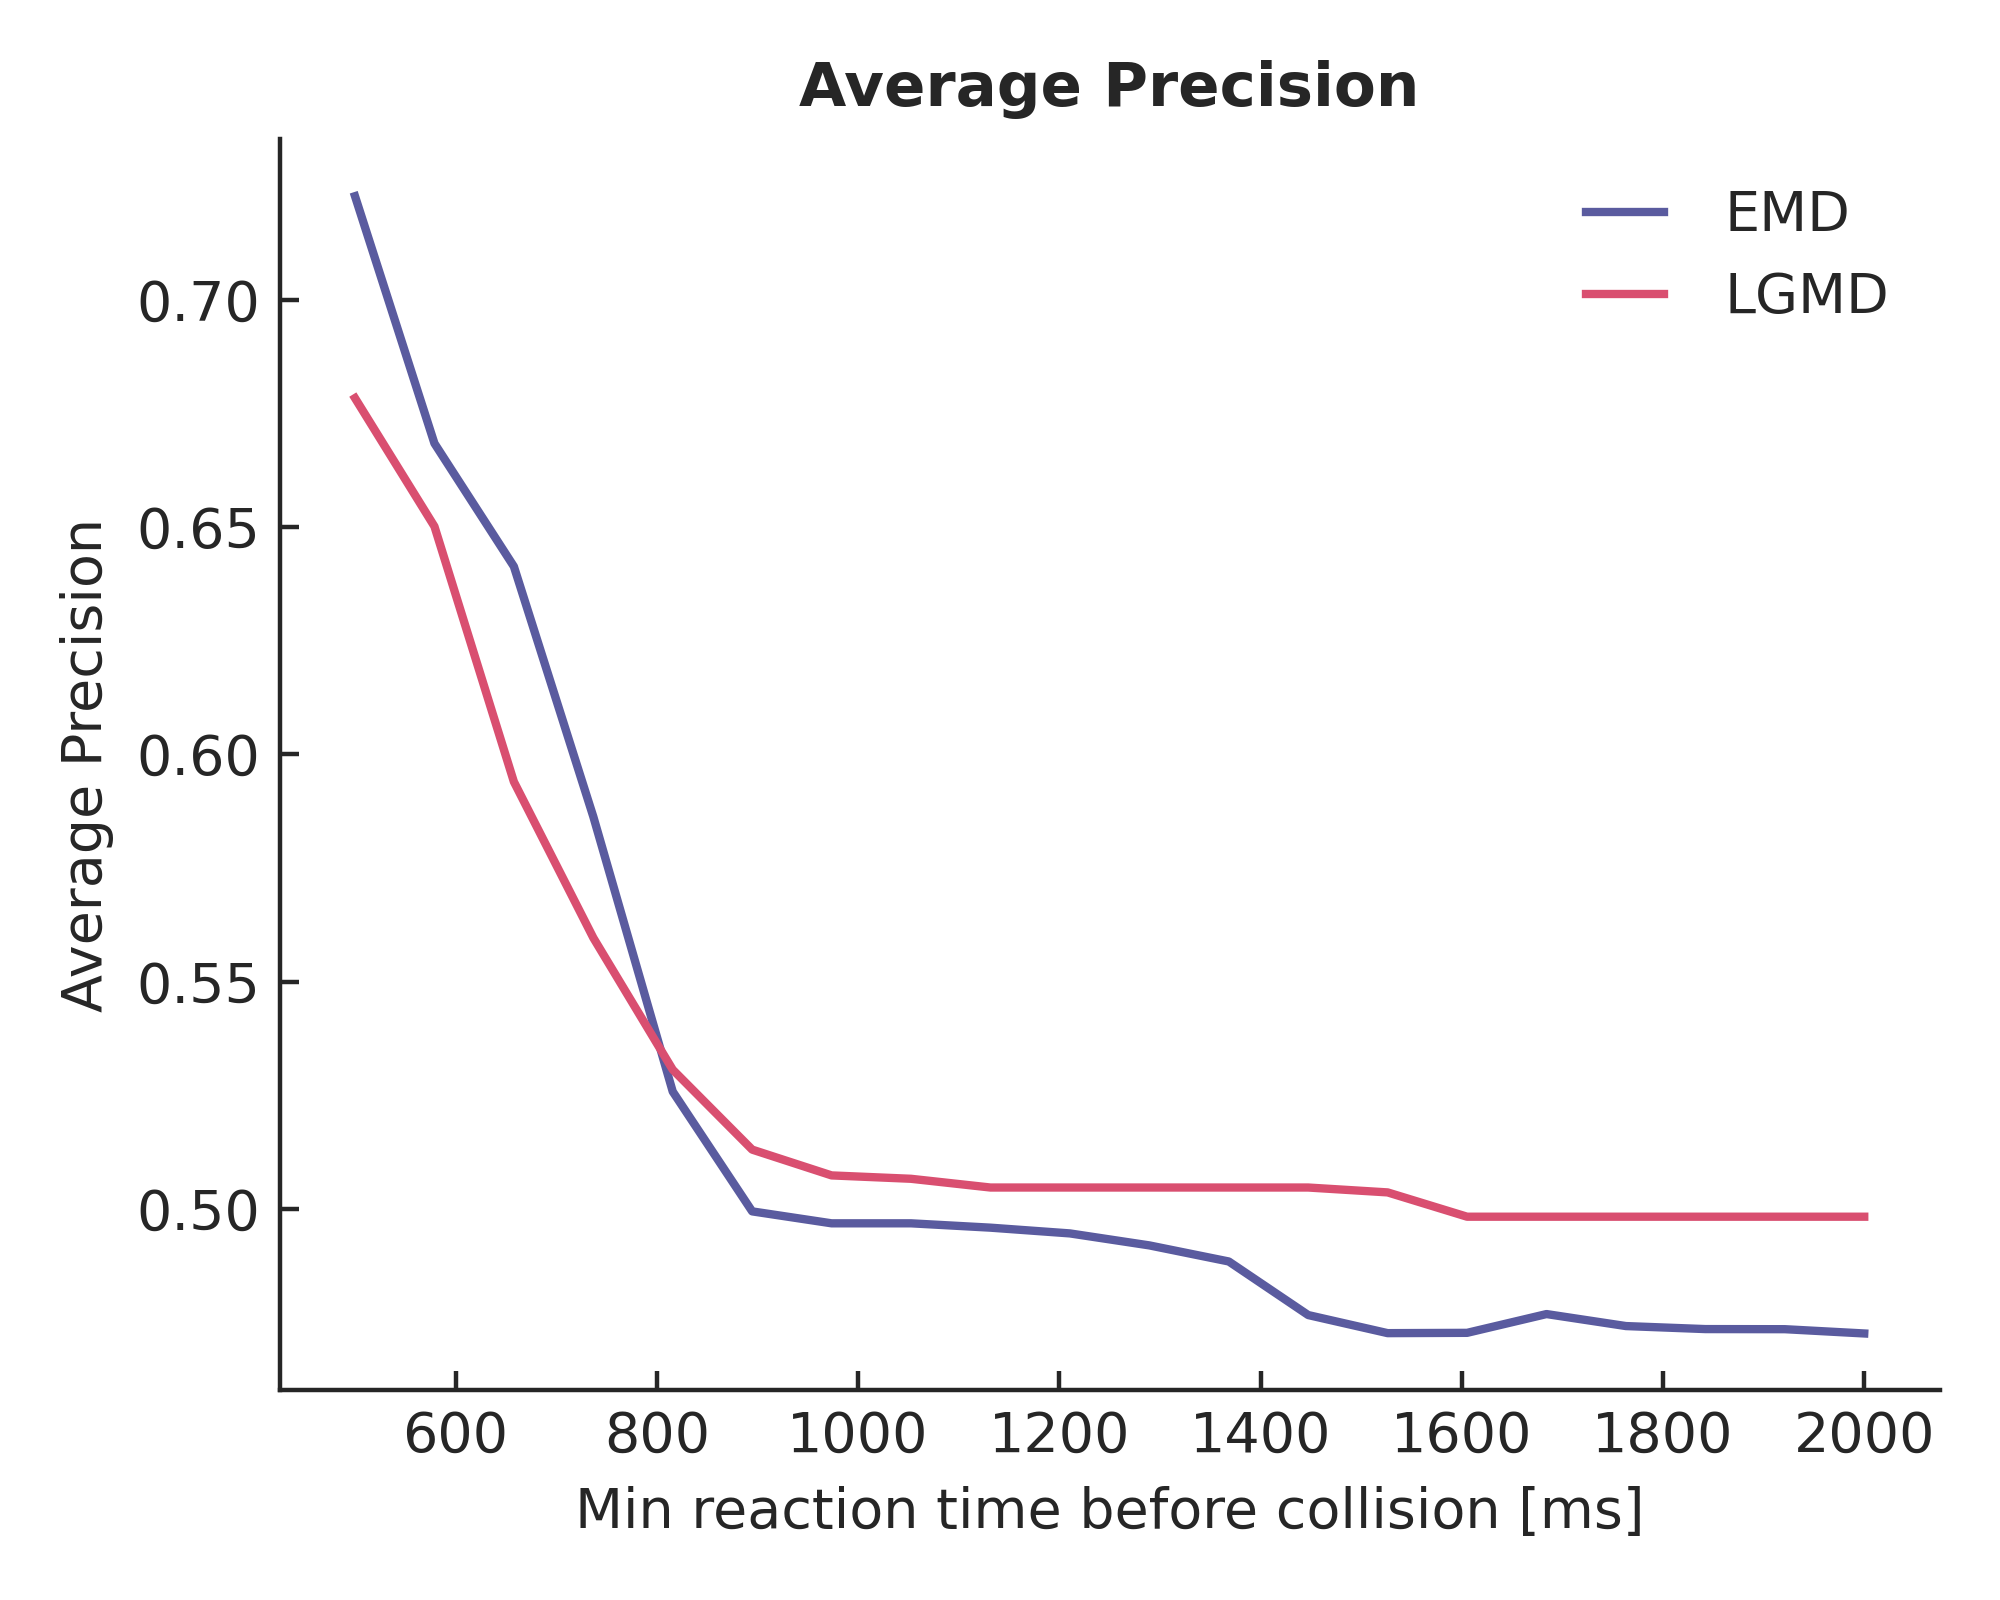 Average Precision
EMD
LGMD
0.70
0.65
0.60
0.55
0.50
Average Precision
600 800 1000 1200 1400 1600 1800 2000
Min reaction time before collision [ms]